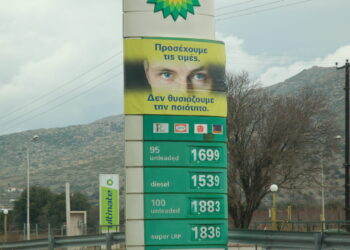 Προσέχουμε
τις τιμές.
Δεν θυσιάζουμε
την ποιότητα.
95
unleaded 1699
diesel 1539
100
unleaded 1883
super LRP 1836
bp
ultimate